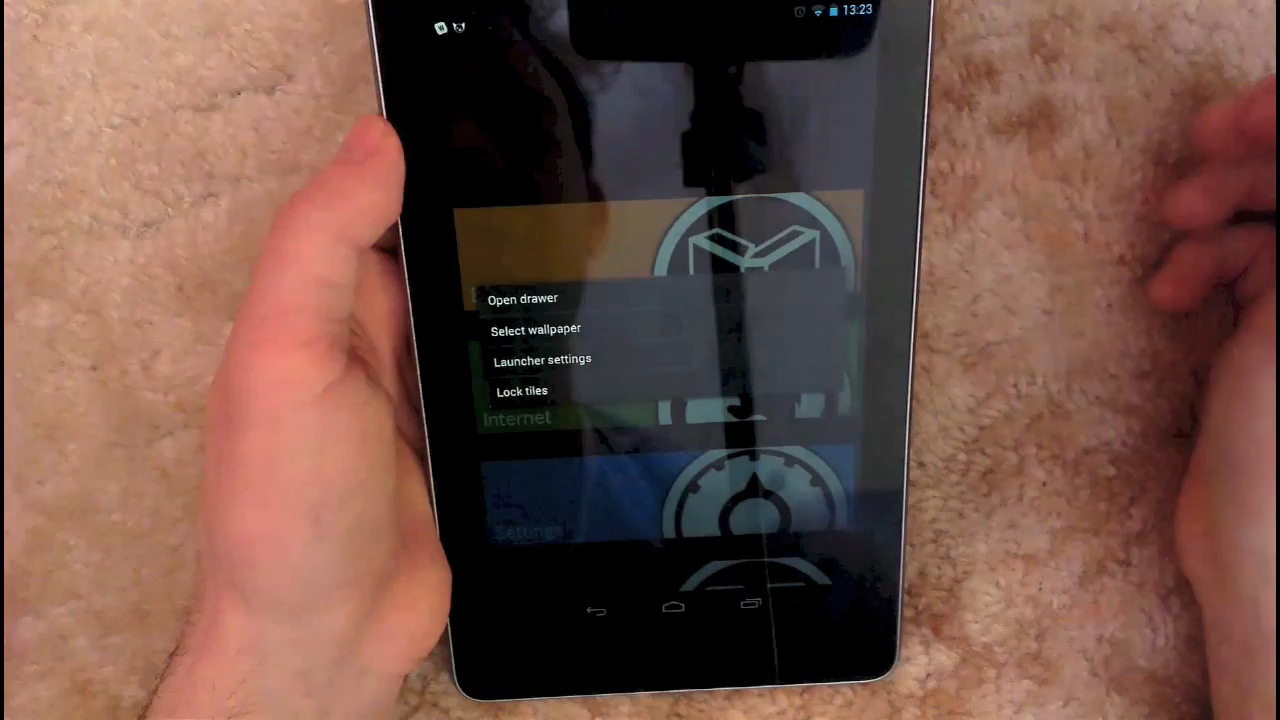 13:23
Open drawer
Select wallpaper
Launcher settings
Lock tiles
Internet
Settings